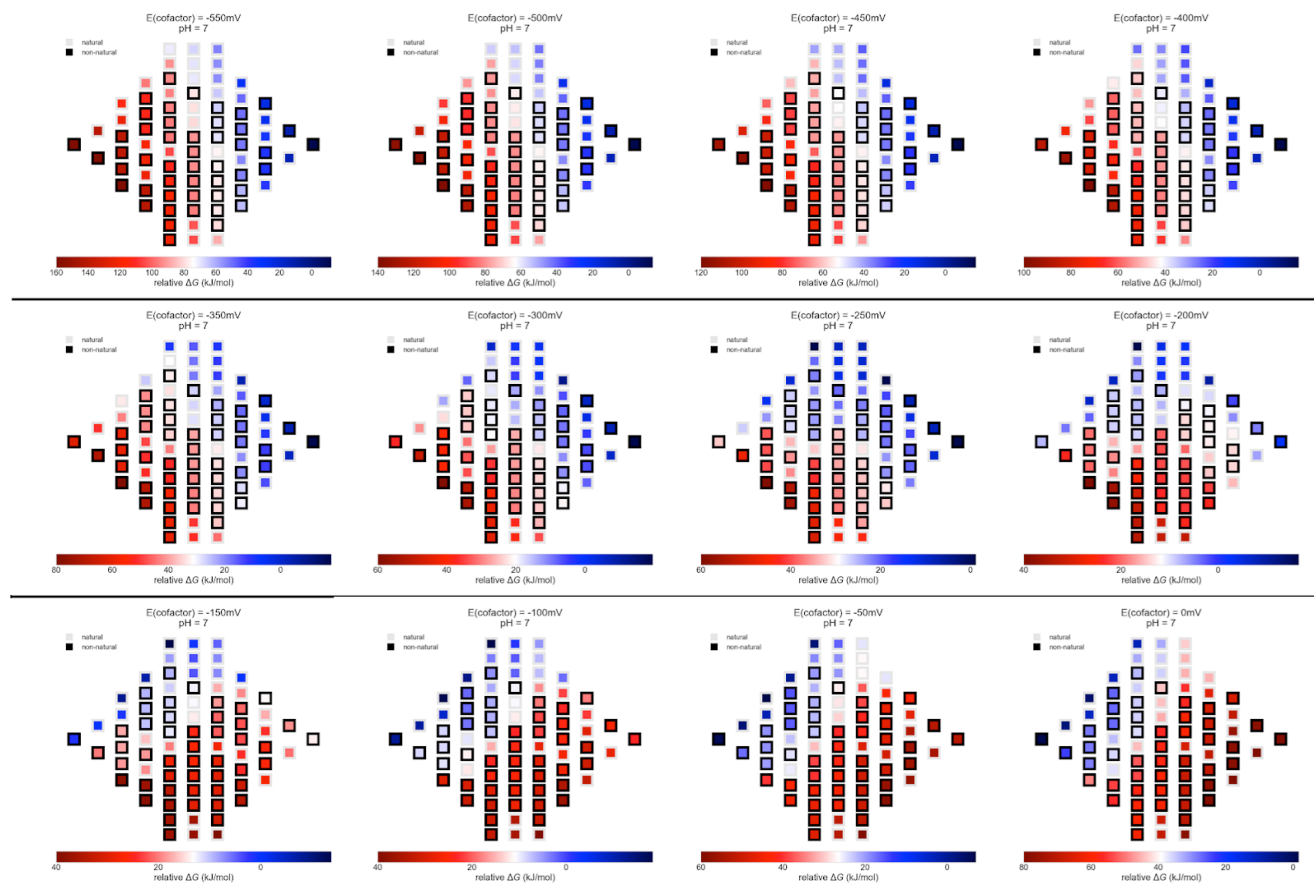 E(cofactor) = -550mV
pH = 7
natural
non-natural
160 140 120 100 80 60 40 20 0
relative ΔG (kJ/mol)
E(cofactor) = -500mV
pH = 7
natural
non-natural
140 120 100 80 60 40 20 0
relative ΔG (kJ/mol)
E(cofactor) = -450mV
pH = 7
natural
non-natural
120 100 80 60 40 20 0
relative ΔG (kJ/mol)
E(cofactor) = -400mV
pH = 7
natural
non-natural
100 80 60 40 20 0
relative ΔG (kJ/mol)
E(cofactor) = -350mV
pH = 7
natural
non-natural
80 60 40 20 0
relative ΔG (kJ/mol)
E(cofactor) = -300mV
pH = 7
natural
non-natural
60 40 20 0
relative ΔG (kJ/mol)
E(cofactor) = -250mV
pH = 7
natural
non-natural
60 40 20 0
relative ΔG (kJ/mol)
E(cofactor) = -200mV
pH = 7
natural
non-natural
40 20 0
relative ΔG (kJ/mol)
E(cofactor) = -150mV
pH = 7
natural
non-natural
40 20 0
relative ΔG (kJ/mol)
E(cofactor) = -100mV
pH = 7
natural
non-natural
40 20 0
relative ΔG (kJ/mol)
E(cofactor) = -50mV
pH = 7
natural
non-natural
60 40 20 0
relative ΔG (kJ/mol)
E(cofactor) = 0mV
pH = 7
natural
non-natural
80 60 40 20 0
relative ΔG (kJ/mol)